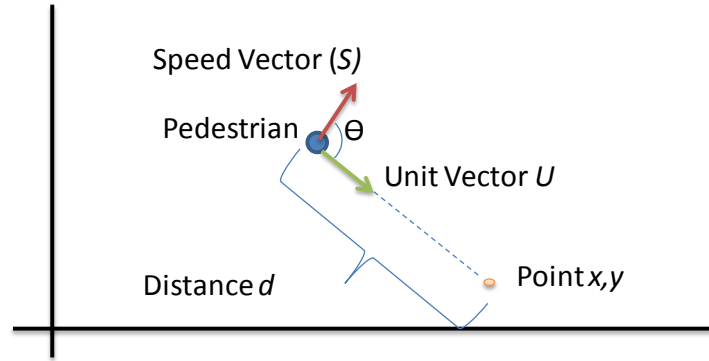 Speed Vector (S)
Pedestrian
Ө
Unit Vector U
Distance d
Point x,y